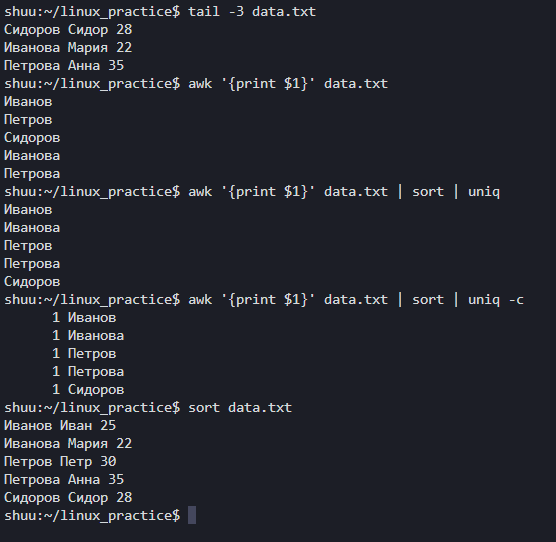 shuu:~/linux_practice$ tail -3 data.txt
Сидоров Сидор 28
Иванова Мария 22
Петрова Анна 35
shuu:~/linux_practice$ awk '{print $1}' data.txt
Иванов
Петров
Сидоров
Иванова
Петрова
shuu:~/linux_practice$ awk '{print $1}' data.txt | sort | uniq
Иванов
Иванова
Петров
Петрова
Сидоров
shuu:~/linux_practice$ awk '{print $1}' data.txt | sort | uniq -c
      1 Иванов
      1 Иванова
      1 Петров
      1 Петрова
      1 Сидоров
shuu:~/linux_practice$ sort data.txt
Иванов Иван 25
Иванова Мария 22
Петров Петр 30
Петрова Анна 35
Сидоров Сидор 28
shuu:~/linux_practice$